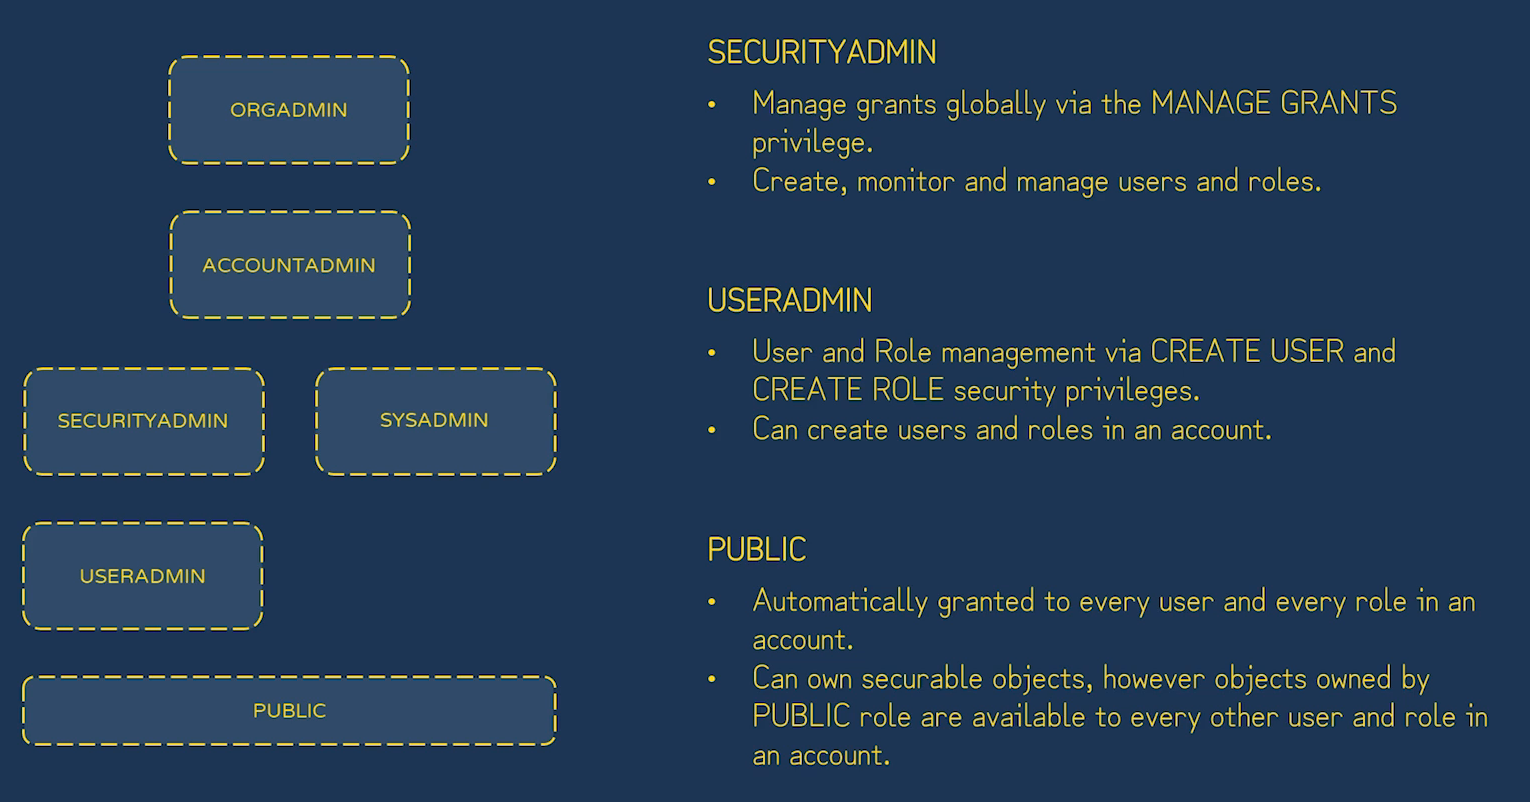 ORGADMIN
ACCOUNTADMIN
SECURITYADMIN
SYSADMIN
USERADMIN
PUBLIC
SECURITYADMIN
• Manage grants globally via the MANAGE GRANTS
privilege.
• Create, monitor and manage users and roles.
USERADMIN
• User and Role management via CREATE USER and
CREATE ROLE security privileges.
• Can create users and roles in an account.
PUBLIC
• Automatically granted to every user and every role in an
account.
• Can own securable objects, however objects owned by
PUBLIC role are available to every other user and role in
an account.